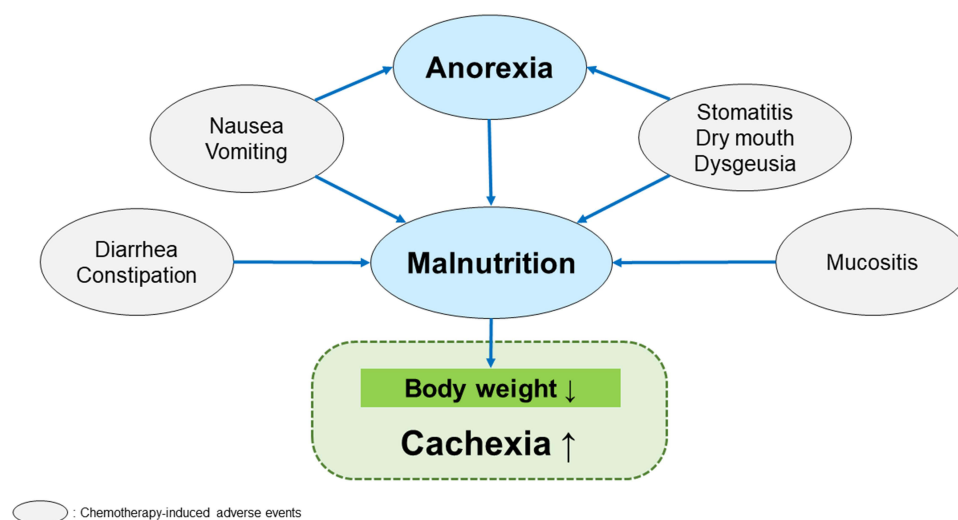 Anorexia
Nausea
Vomiting
Stomatitis
Dry mouth
Dysgeusia
Diarrhea
Constipation
Malnutrition
Mucositis
Body weight ↓
Cachexia ↑
: Chemotherapy-induced adverse events